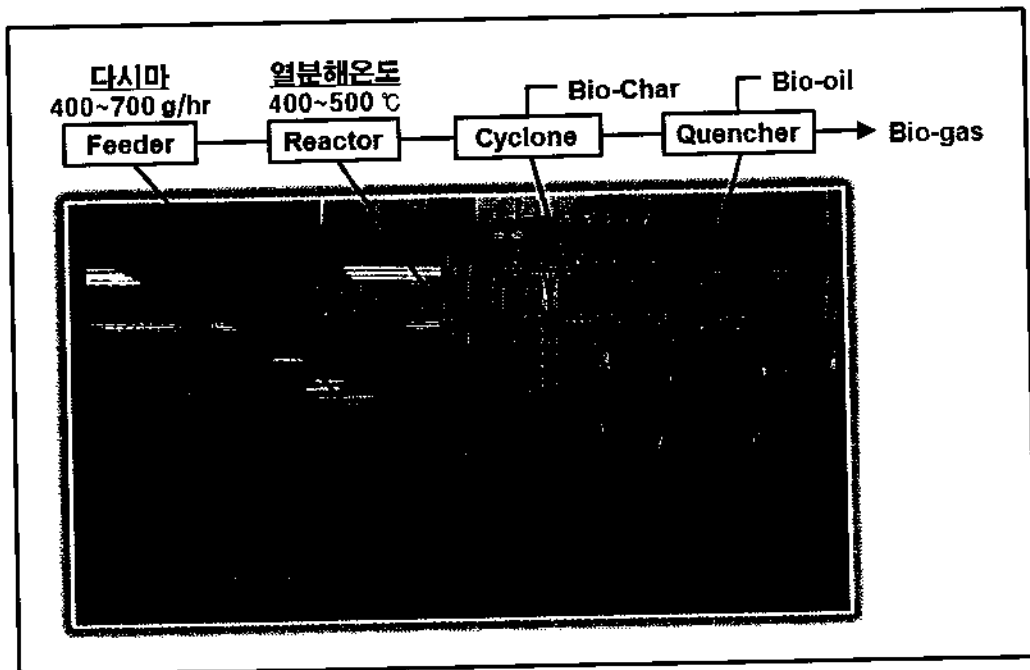 다시마
400~700 g/hr
Feeder
열분해온도
400~500 ℃
Reactor
Bio-Char
Cyclone
Bio-oil
Quencher
Bio-gas